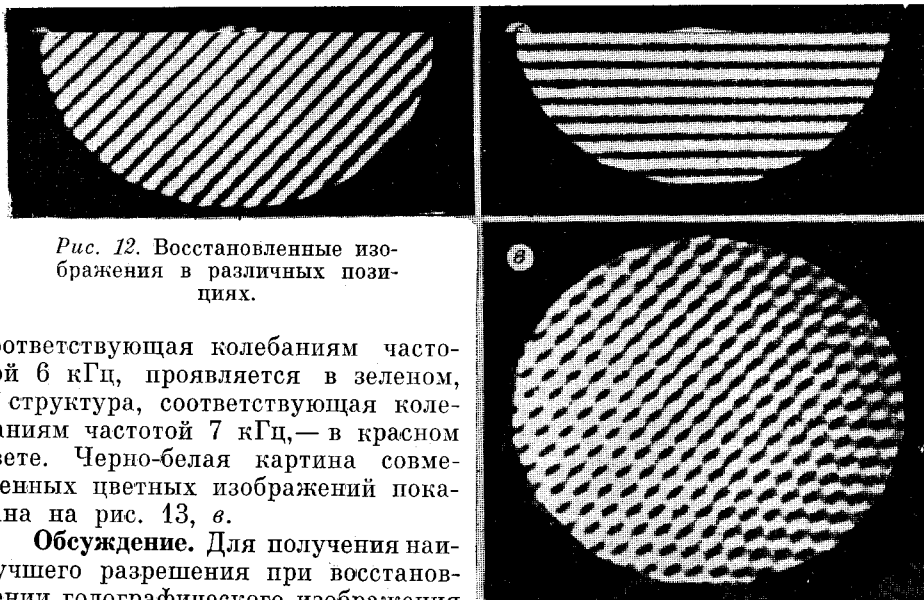 Рис. 12. Восстановленные изо-
бражения в различных пози-
циях.
оответствующая колебаниям часто-
ой 6 кГц, проявляется в зеленом,
структура, соответствующая коле-
аниям частотой 7 кГц,— в красном
вете. Черно-белая картина совме-
енных цветных изображений пока-
ана на рис. 13, в.
Обсуждение. Для получения наи-
учшего разрешения при восстанов-
ении голографического изображения
в